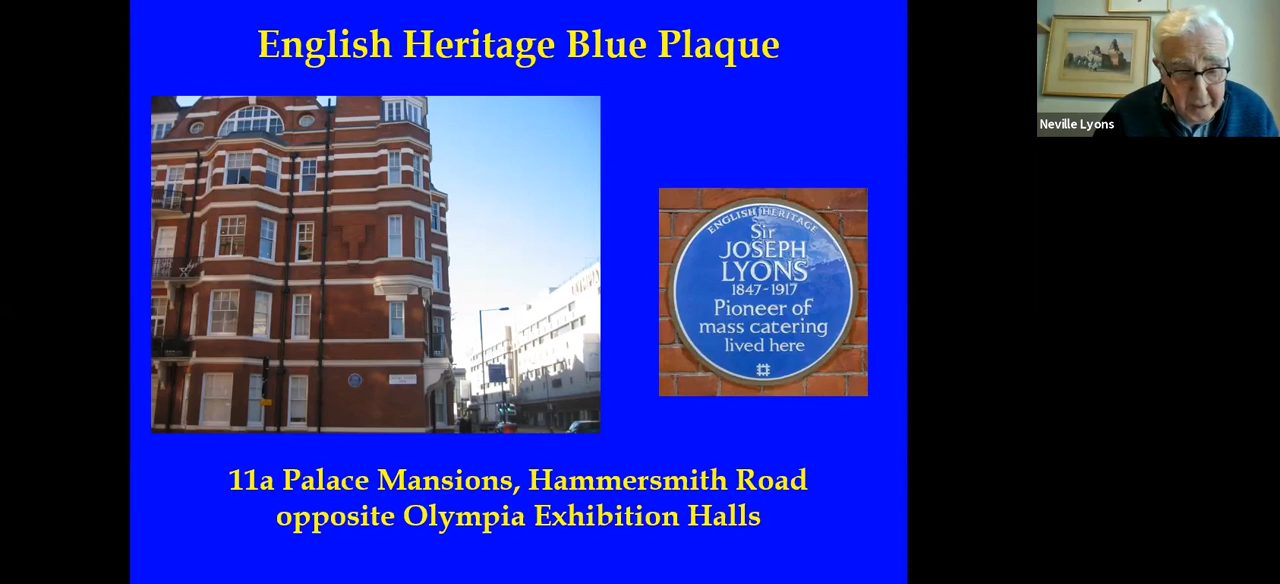 English Heritage Blue Plaque
Neville Lyons
ENGLISH HERITAGE
Sir
JOSEPH
LYONS
1847-1917
Pioneer of
mass catering
lived here
11a Palace Mansions, Hammersmith Road
opposite Olympia Exhibition Halls